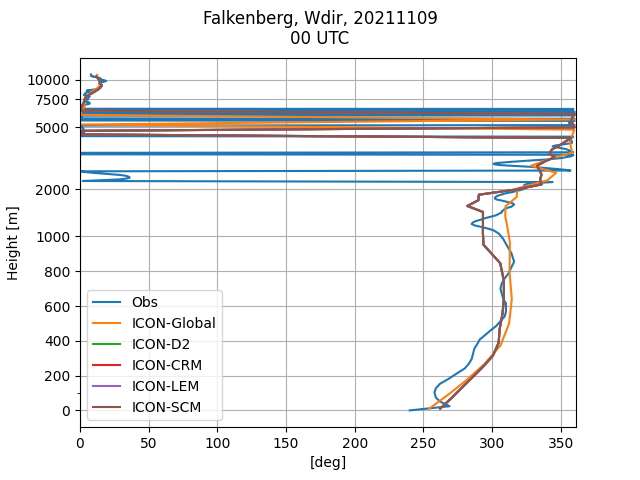 Falkenberg, Wdir, 20211109
00 UTC
10000
7500
5000
2000
1000
800
600
400
200
0
Height [m]
Obs
ICON-Global
ICON-D2
ICON-CRM
ICON-LEM
ICON-SCM
0 50 100 150 200 250 300 350
[deg]